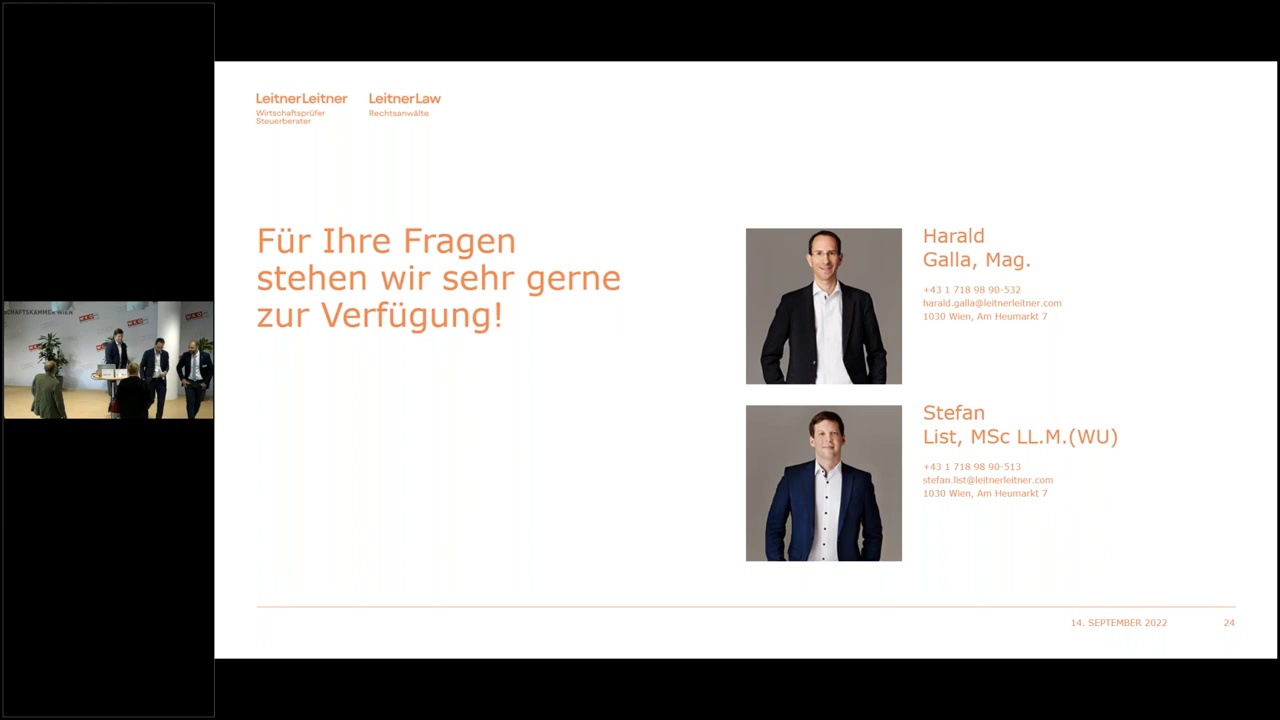 LeitnerLeitner
Wirtschaftsprüfer
Steuerberater
LeitnerLaw
Rechtsanwälte
Für Ihre Fragen
stehen wir sehr gerne
zur Verfügung!
Harald
Galla, Mag.
+43 1 718 98 90-532
harald.galla@leitnerleitner.com
1030 Wien, Am Heumarkt 7
Stefan
List, MSc LL.M.(WU)
+43 1 718 98 90-513
stefan.list@leitnerleitner.com
1030 Wien, Am Heumarkt 7
14. SEPTEMBER 2022
24